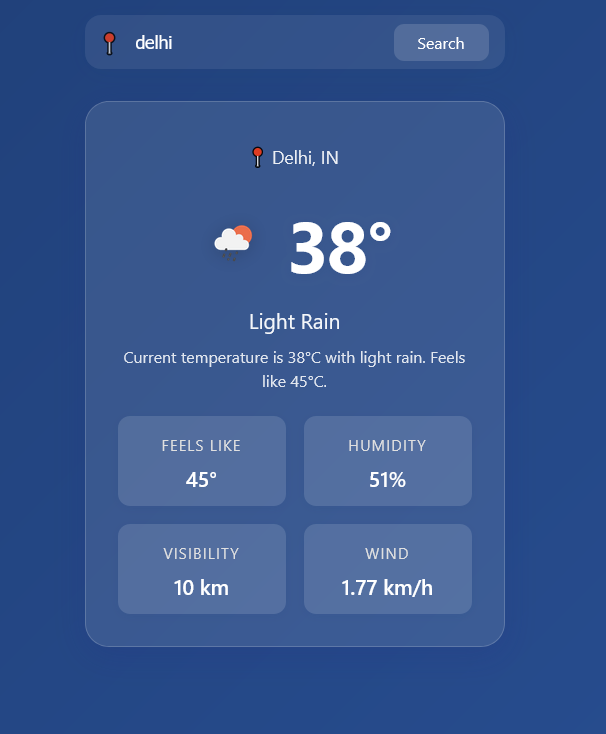 delhi
Search
Delhi, IN
38°
Light Rain
Current temperature is 38°C with light rain. Feels
like 45°C.
FEELS LIKE
45°
HUMIDITY
51%
VISIBILITY
10 km
WIND
1.77 km/h